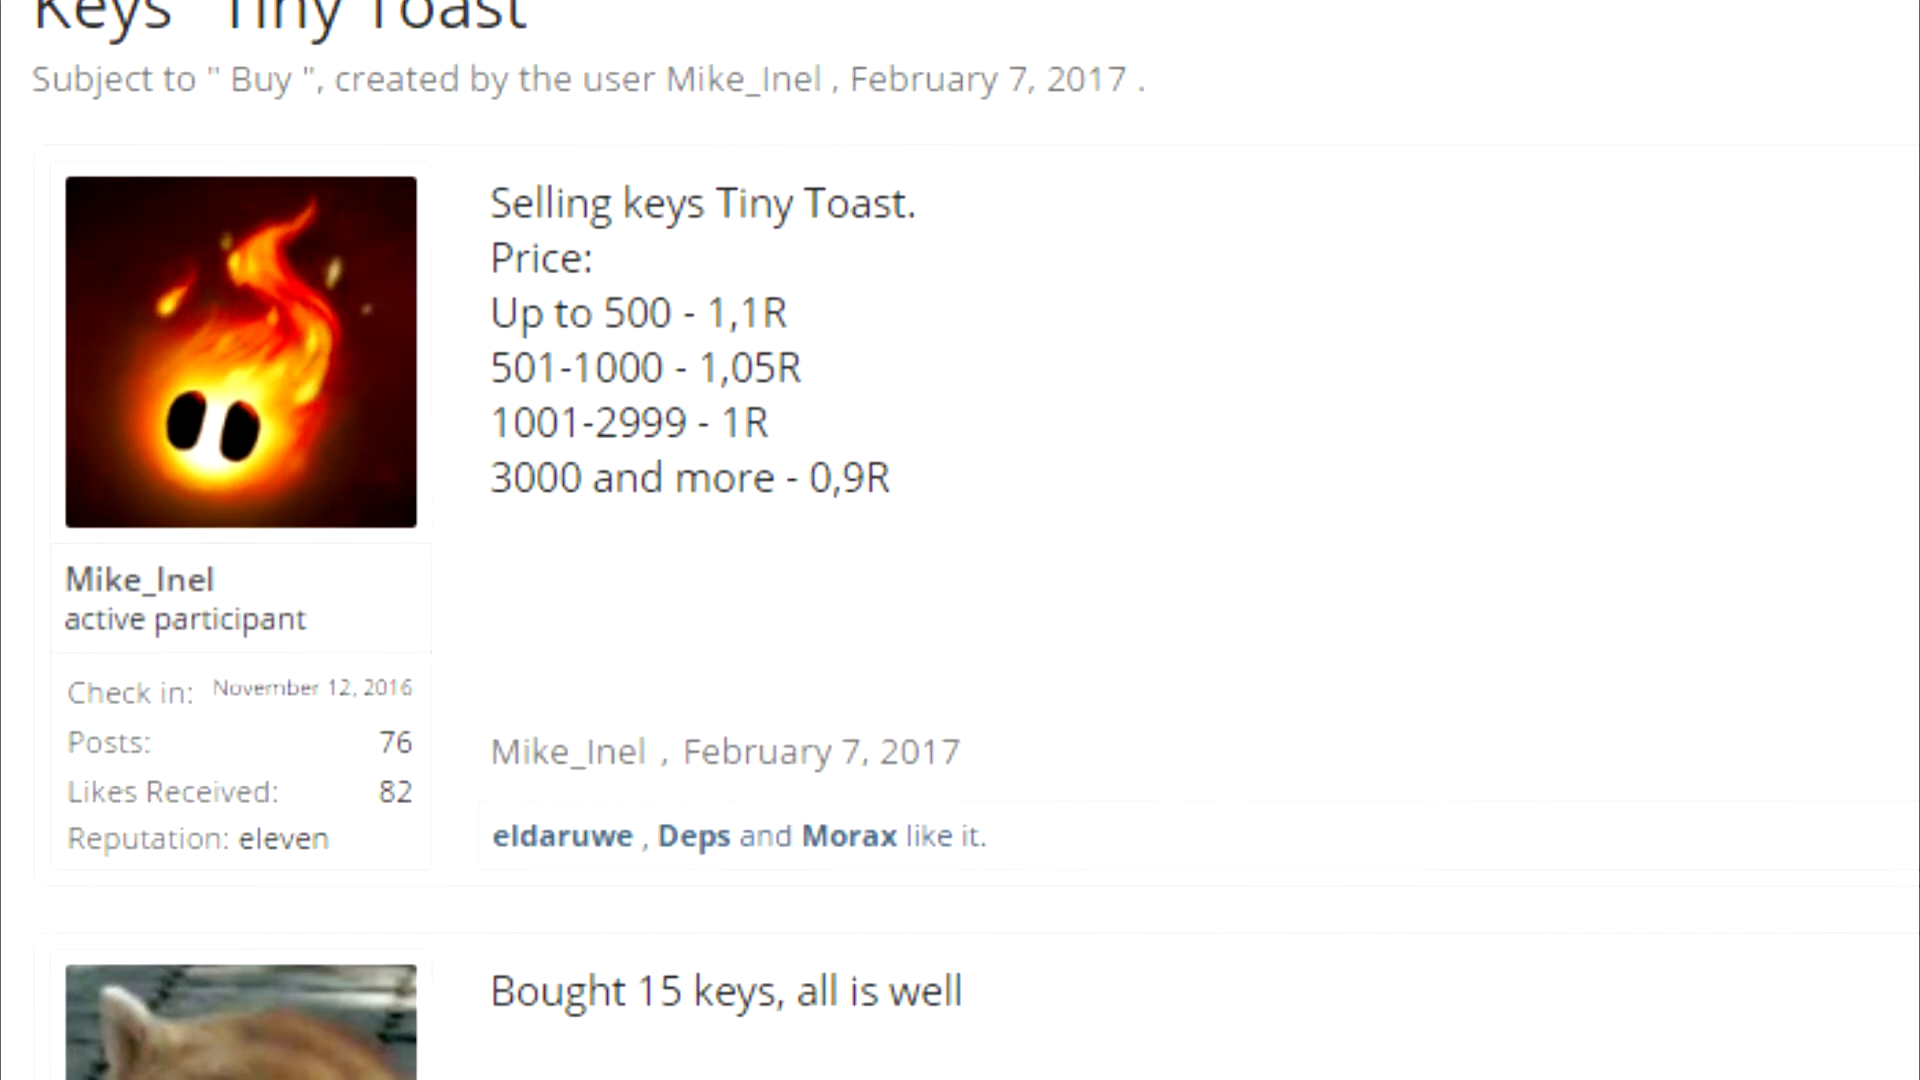 Keys "Tiny Toast
Subject to " Buy ", created by the user Mike_Inel , February 7, 2017 .
Selling keys Tiny Toast.
Price:
Up to 500 - 1,1R
501-1000 - 1,05R
1001-2999 - 1R
3000 and more - 0,9R
Mike_Inel
active participant
Check in: November 12, 2016
Posts: 76
Likes Received: 82
Reputation: eleven
Mike_Inel , February 7, 2017
eldaruwe , Deps and Morax like it.
Bought 15 keys, all is well